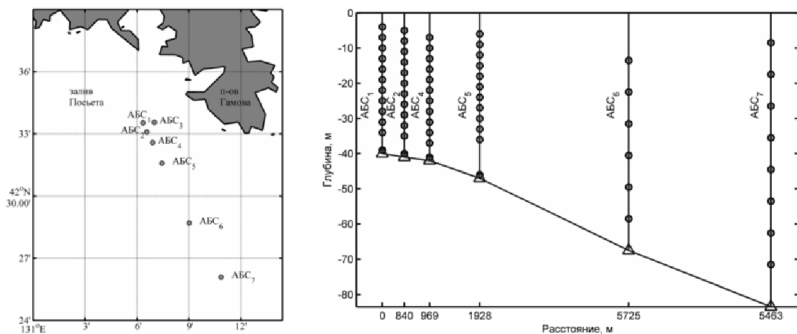 36'
залив
Посьета
п-ов
Гамова
АБС₁
АБС₃
33'
АБС₂
АБС₄
АБС₅
42°N
30.00'
АБС₆
27'
АБС₇
24'
131°E
3'
6'
9'
12'
Глубина, м
0
-10
-20
-30
-40
-50
-60
-70
-80
АБС₁
АБС₂
АБС₄
АБС₅
АБС₆
АБС₇
0 840 969 1928 5725 5463
Расстояние, м